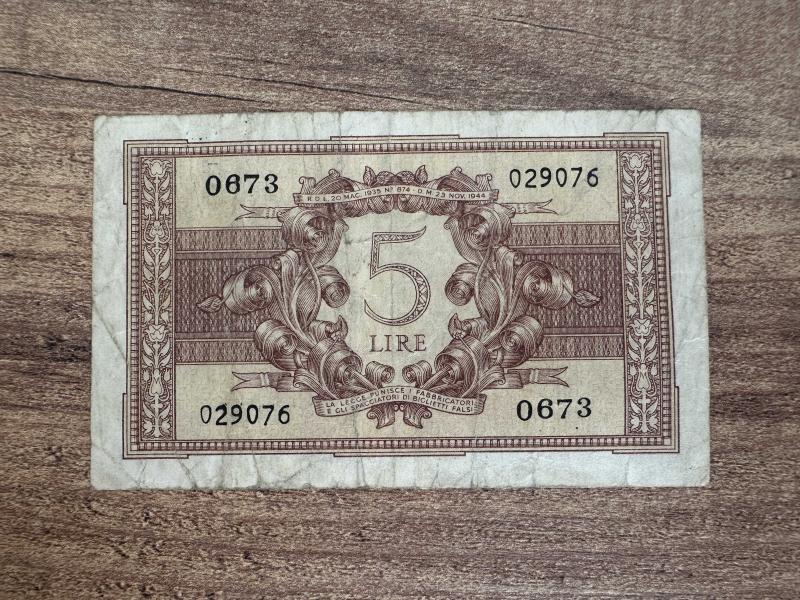 0673
029076
R.D.L. 20 MAG. 1935 Nº 874 - D.M. 23 NOV. 1944
5
LIRE
LA LEGGE PUNISCE I FABBRICATORI
E GLI SPACCIATORI DI BIGLIETTI FALSI
029076
0673